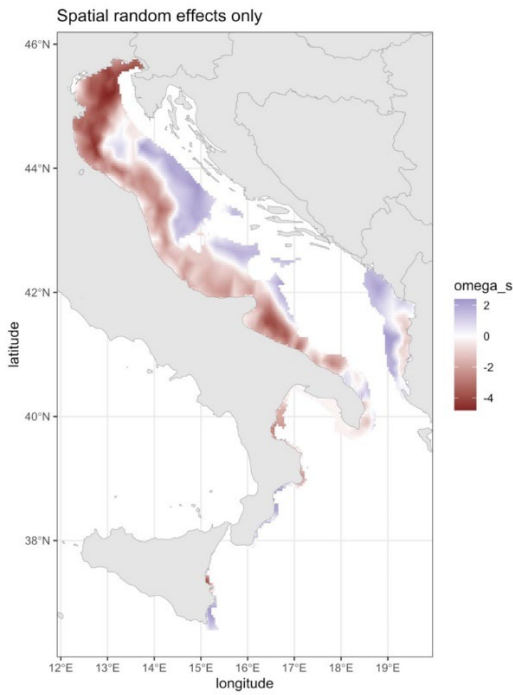 Spatial random effects only
46°N
44°N
42°N
40°N
38°N
latitude
12°E 13°E 14°E 15°E 16°E 17°E 18°E 19°E
longitude
omega_s
2
0
-2
-4